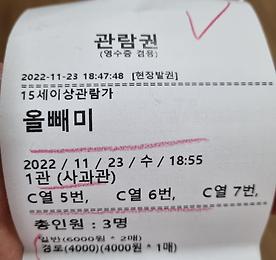 관람권
(영수증 겸용)
2022-11-23 18:47:48 [현장발권]
15세이상관람가
올빼미
2022 / 11 / 23 / 수 / 18:55
1관 (사과관)
C열 5번, C열 6번, C열 7번,
총인원 : 3명
일반(6000원 * 2매)
경로(4000)(4000원 * 1매)